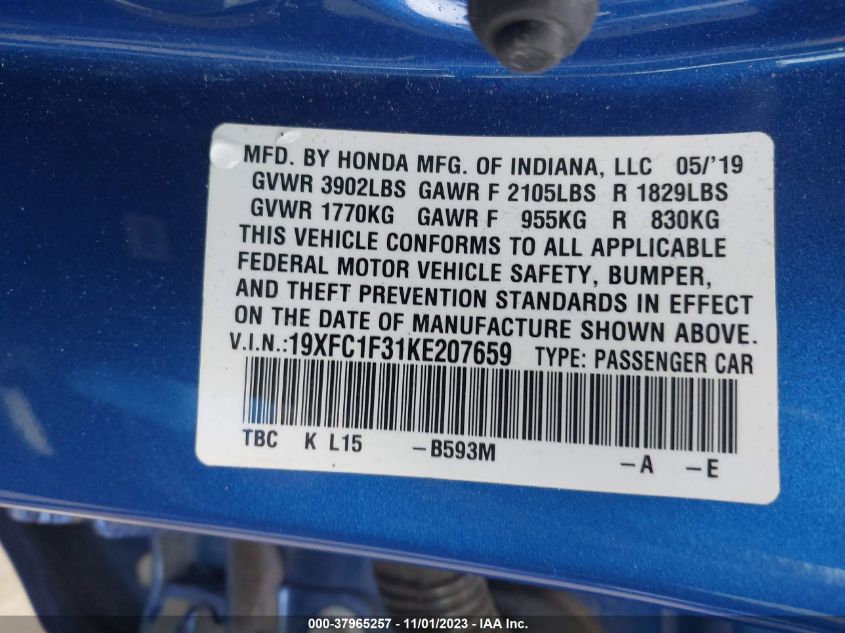 MFD. BY HONDA MFG. OF INDIANA, LLC 05/'19
GVWR 3902LBS GAWR F 2105LBS R 1829LBS
GVWR 1770KG GAWR F 955KG R 830KG
THIS VEHICLE CONFORMS TO ALL APPLICABLE
FEDERAL MOTOR VEHICLE SAFETY, BUMPER,
AND THEFT PREVENTION STANDARDS IN EFFECT
ON THE DATE OF MANUFACTURE SHOWN ABOVE.
V.I.N.:19XFC1F31KE207659 TYPE: PASSENGER CAR
TBC K L15 -B593M -A -E
000-37965257 - 11/01/2023 - IAA Inc.